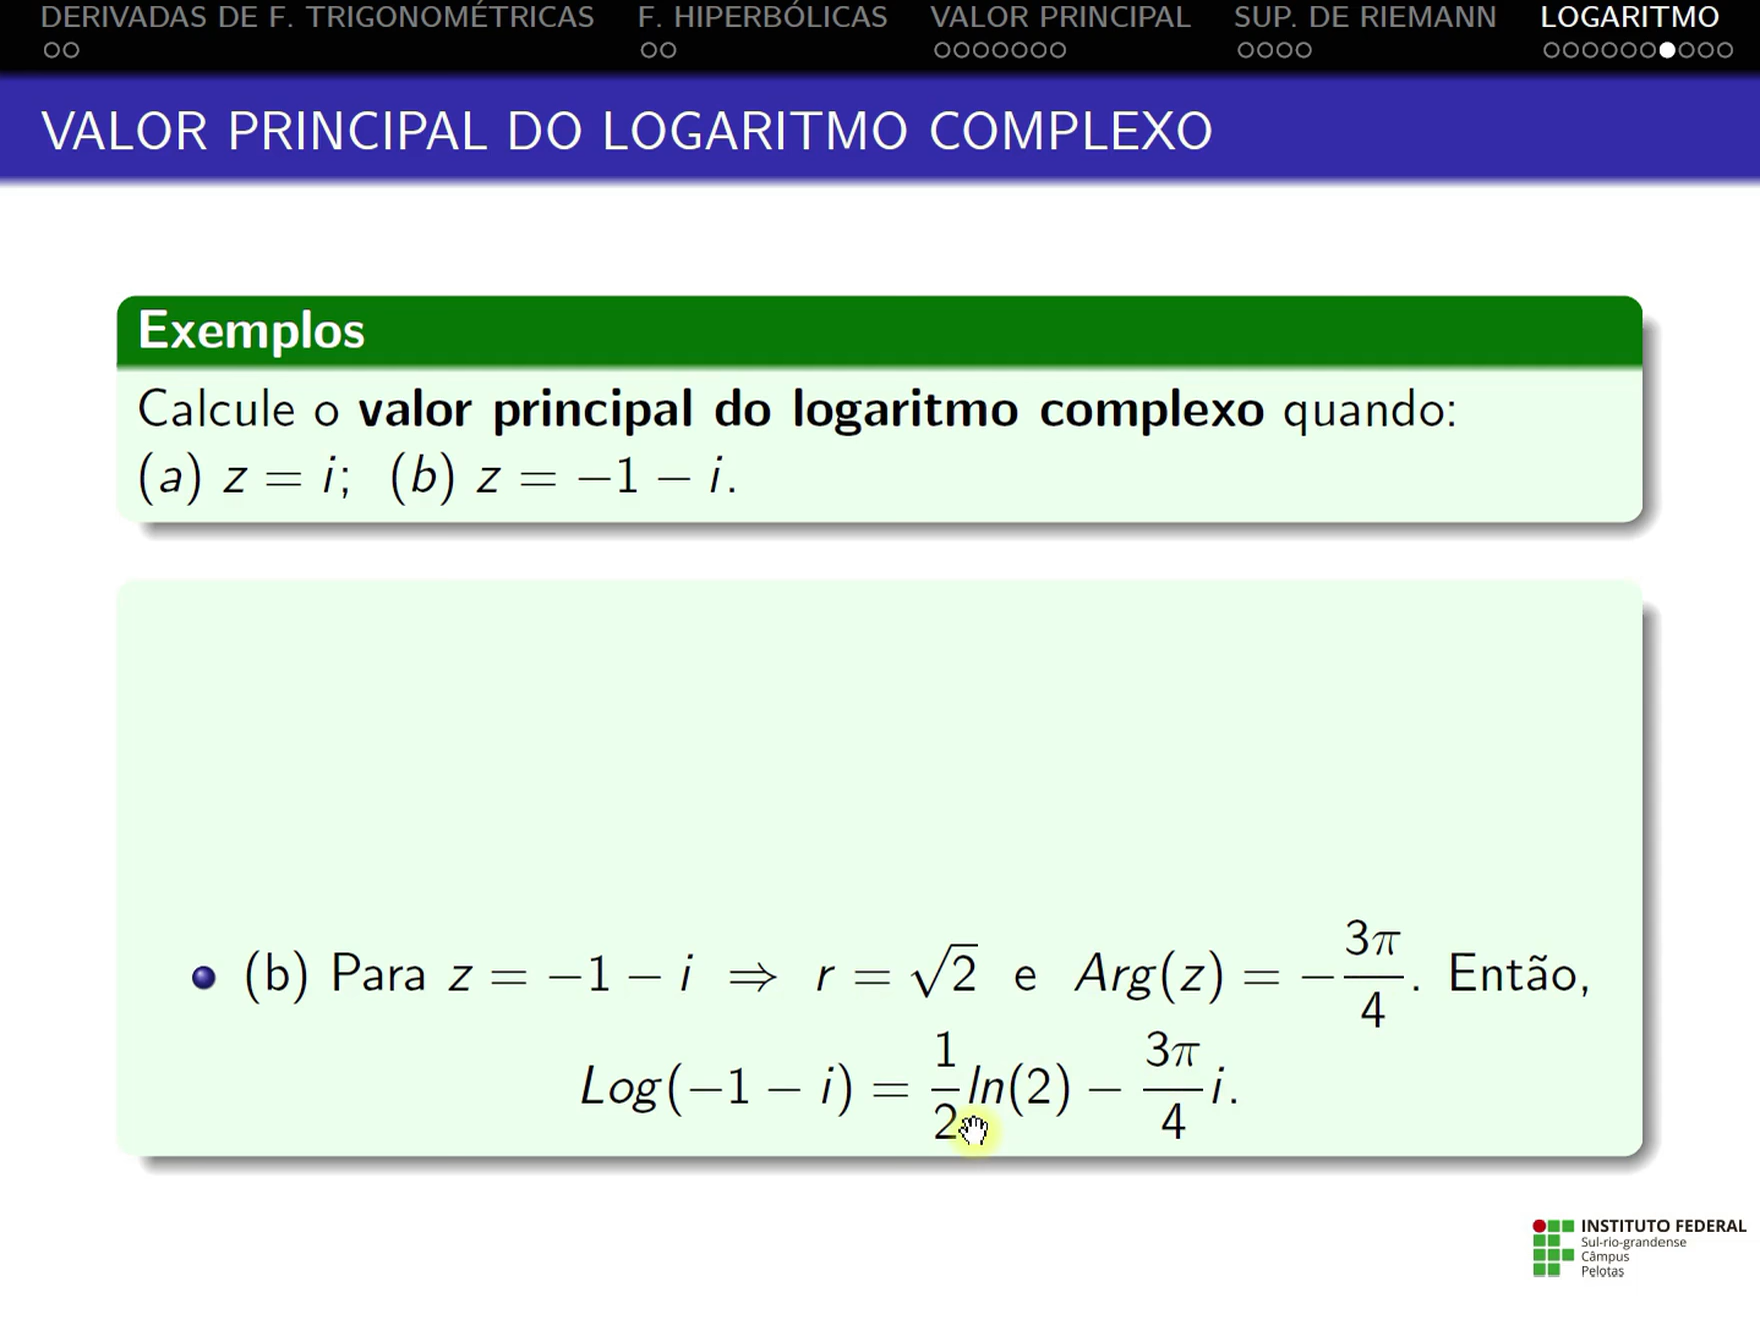 DERIVADAS DE F. TRIGONOMÉTRICAS F. HIPERBÓLICAS VALOR PRINCIPAL SUP. DE RIEMANN LOGARITMO
VALOR PRINCIPAL DO LOGARITMO COMPLEXO
Exemplos
Calcule o valor principal do logaritmo complexo quando:
(a) z = i; (b) z = −1 − i.
(b) Para z = −1 − i ⇒ r = √2 e Arg(z) = −3π/4. Então,
Log(−1 − i) = 1/2 ln(2) − 3π/4 i.
INSTITUTO FEDERAL
Sul-rio-grandense
Câmpus
Pelotas